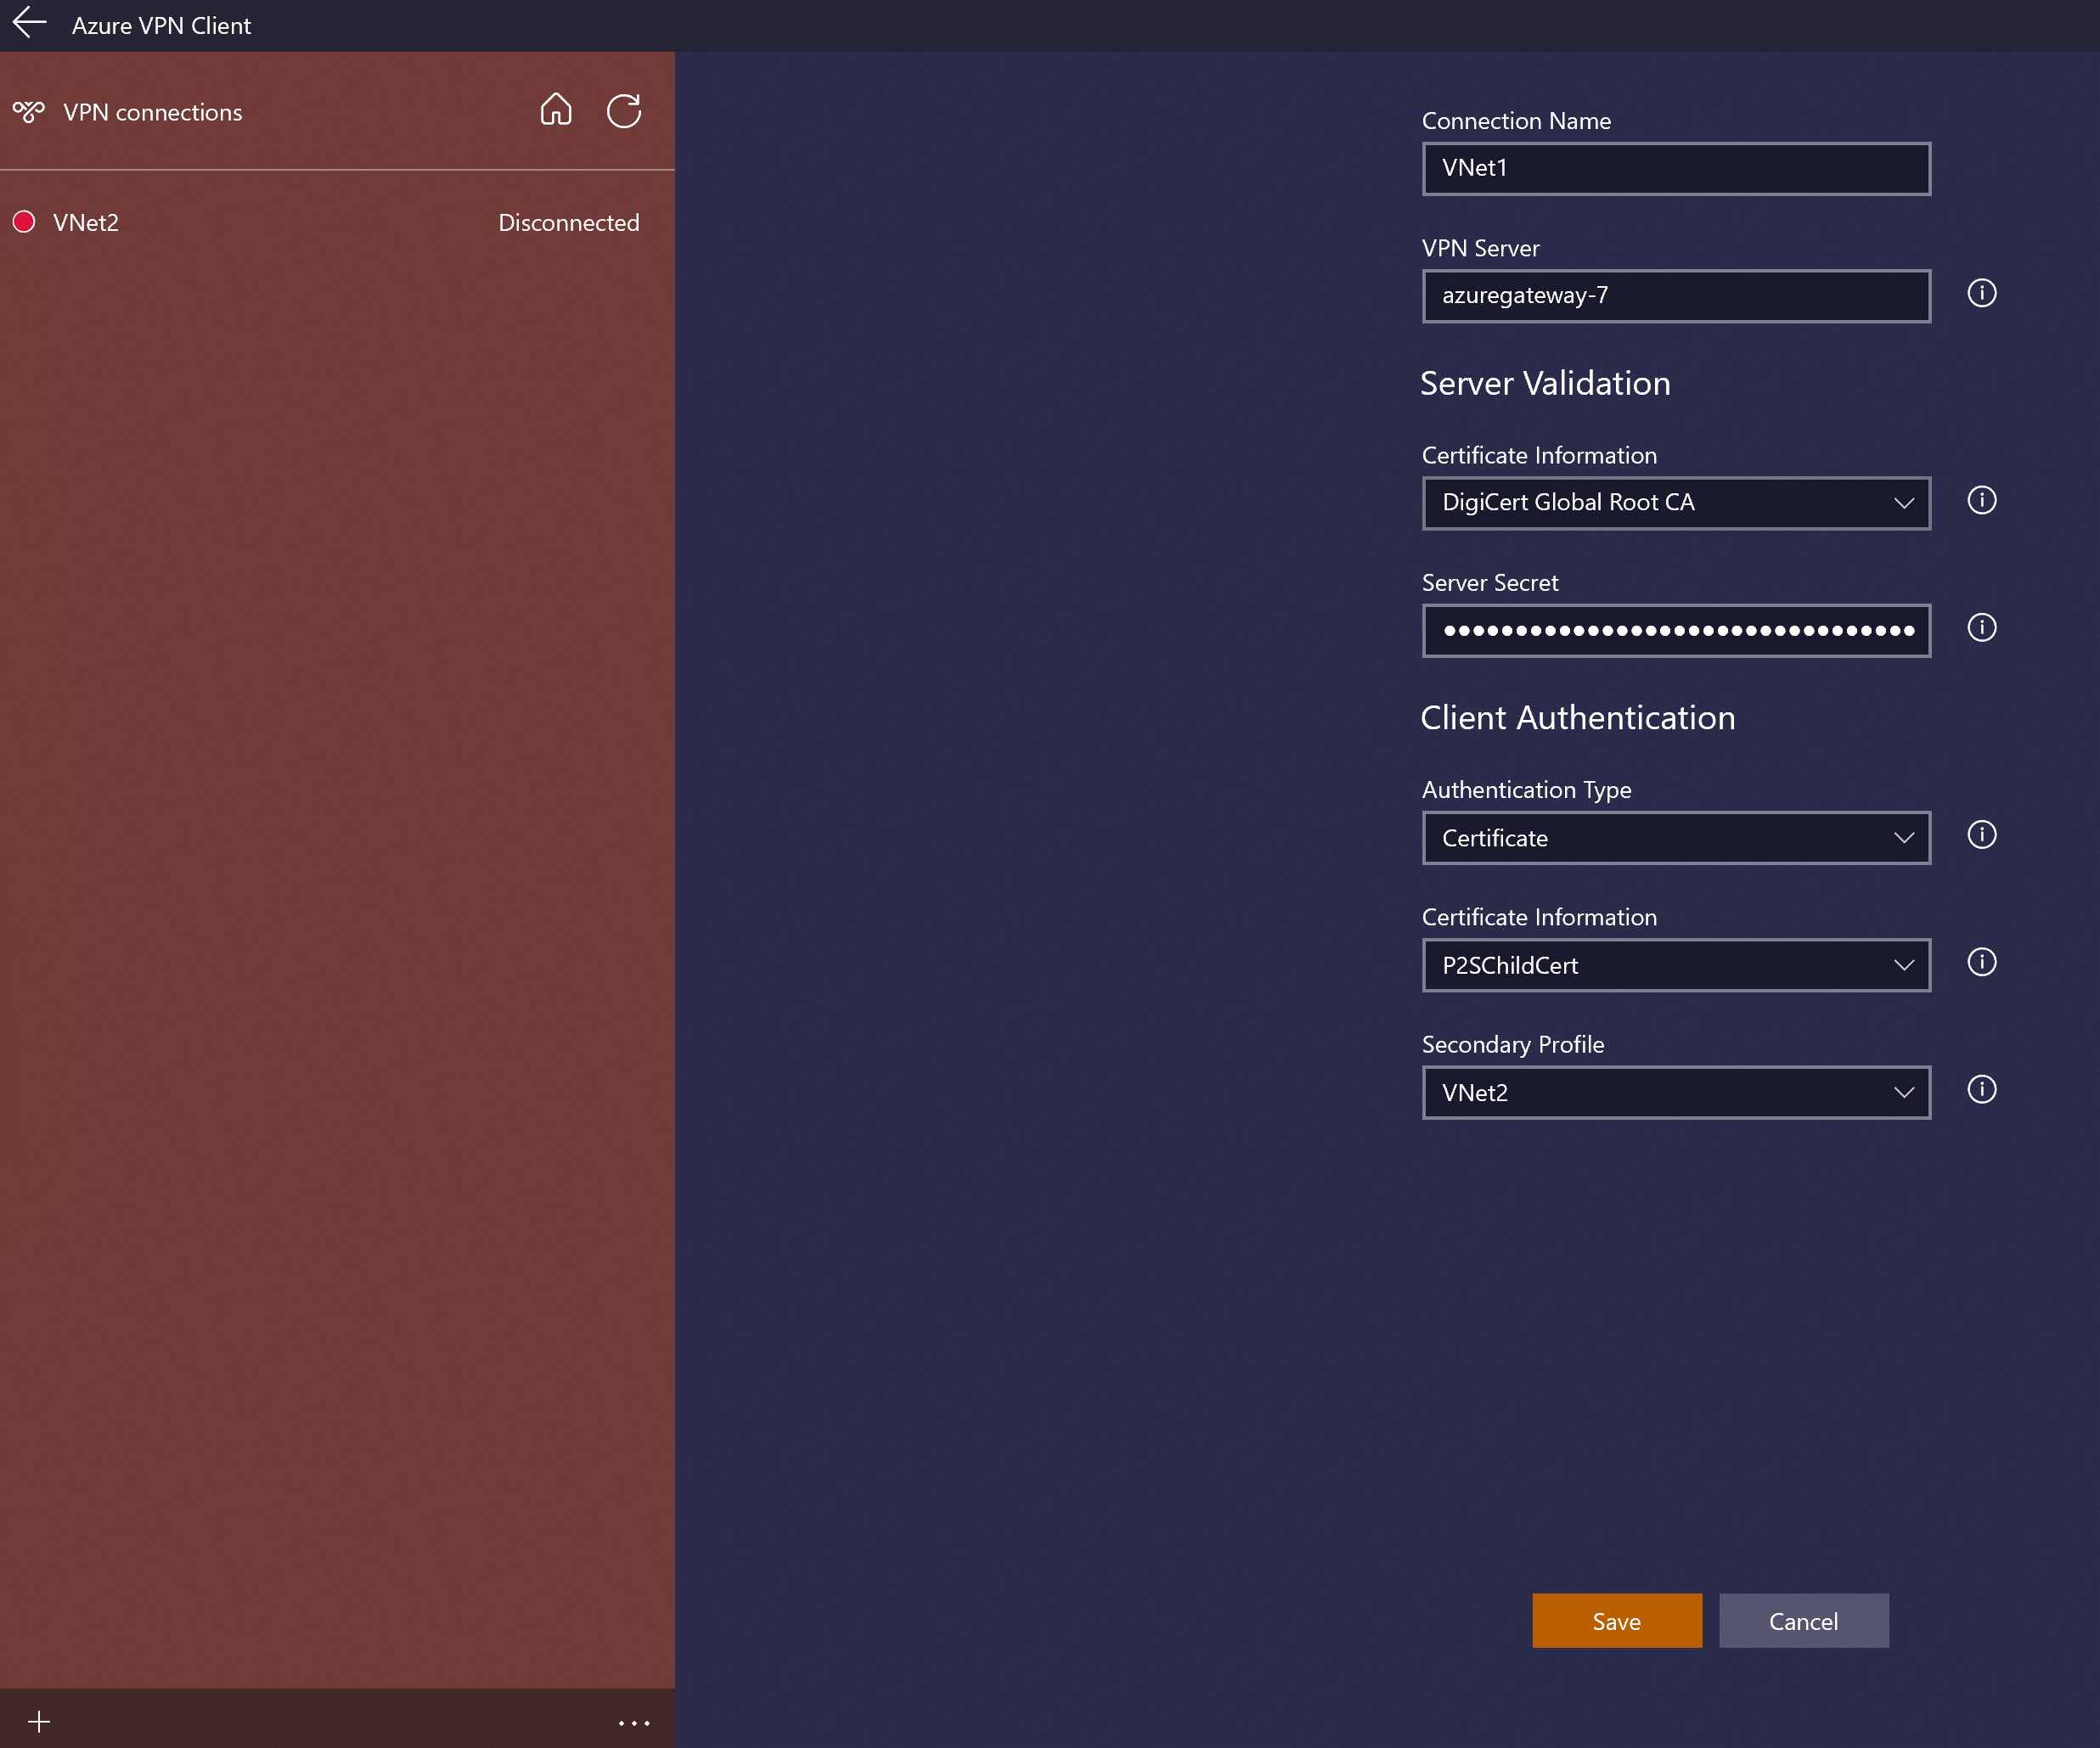 Azure VPN Client
VPN connections
VNet2 Disconnected
Connection Name
VNet1
VPN Server
azuregateway-7
Server Validation
Certificate Information
DigiCert Global Root CA
Server Secret
●●●●●●●●●●●●●●●●●●●●●●●●●●●●●●●●●
Client Authentication
Authentication Type
Certificate
Certificate Information
P2SChildCert
Secondary Profile
VNet2
Save Cancel